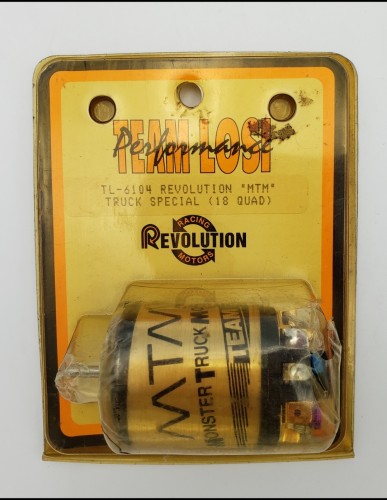 TEAM LOSI
Performance
TL-6104 REVOLUTION "MTM"
TRUCK SPECIAL (18 QUAD)
RACING
REVOLUTION
MOTORS
MTM
MONSTER TRUCK M
TEAM